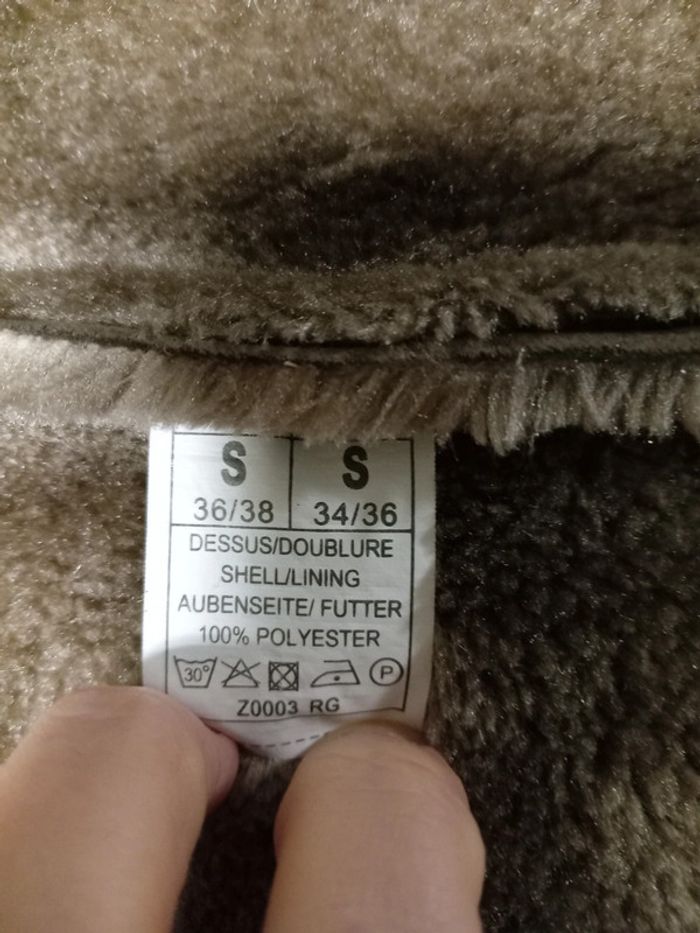 S S
36/38 34/36
DESSUS/DOUBLURE
SHELL/LINING
AUBENSEITE/ FUTTER
100% POLYESTER
30° P
Z0003 RG